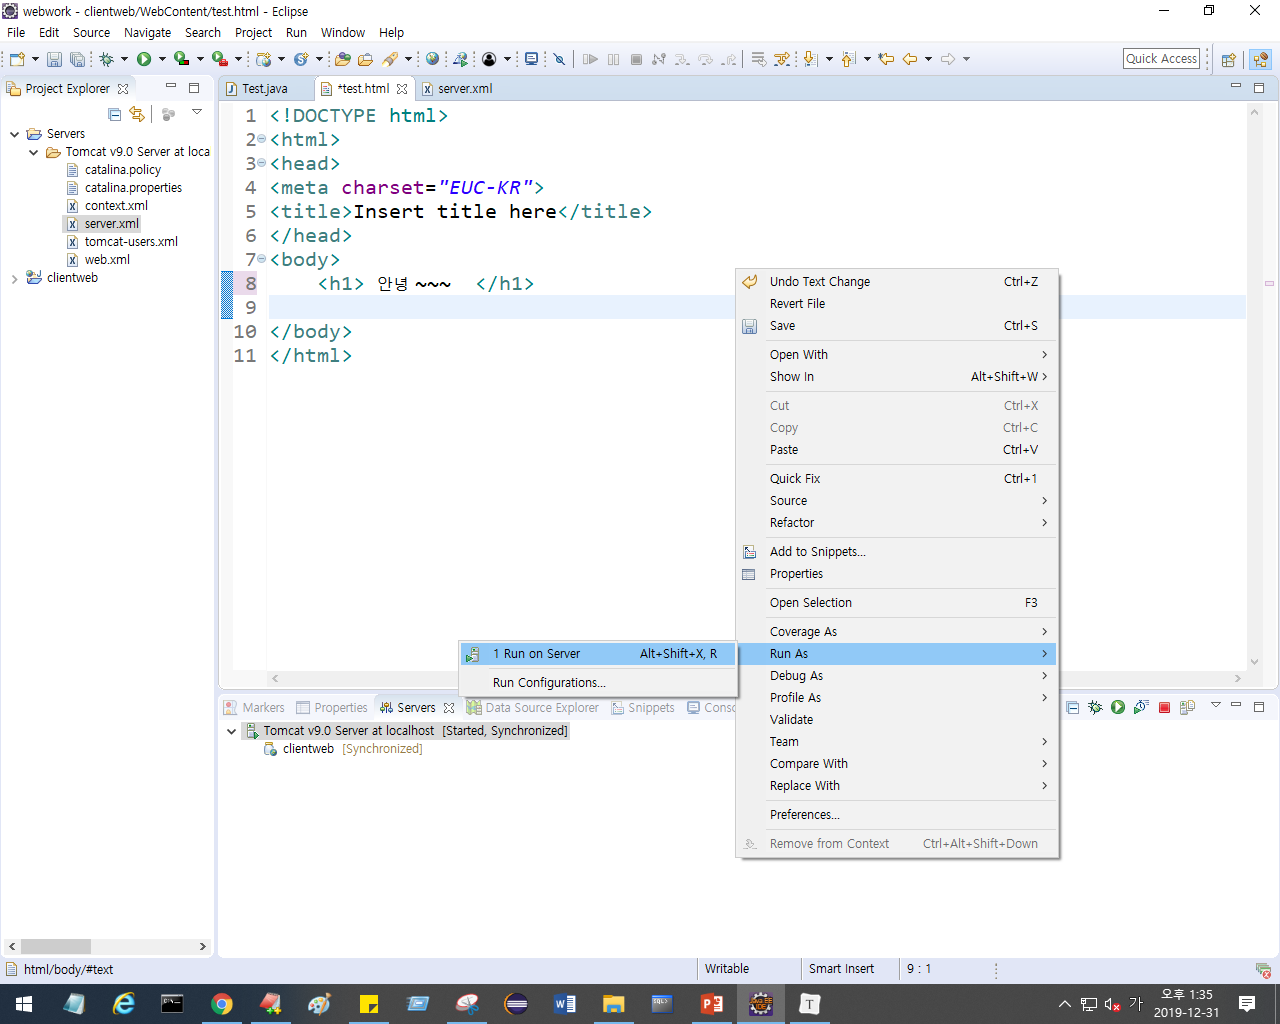 webwork - clientweb/WebContent/test.html - Eclipse
File Edit Source Navigate Search Project Run Window Help
Quick Access
Project Explorer
Servers
Tomcat v9.0 Server at loca
catalina.policy
catalina.properties
context.xml
server.xml
tomcat-users.xml
web.xml
clientweb
Test.java *test.html server.xml
1 <!DOCTYPE html>
2 <html>
3 <head>
4 <meta charset="EUC-KR">
5 <title>Insert title here</title>
6 </head>
7 <body>
8 <h1> 안녕 ~~~ </h1>
9
10 </body>
11 </html>
Undo Text Change Ctrl+Z
Revert File
Save Ctrl+S
Open With
Show In Alt+Shift+W
Cut Ctrl+X
Copy Ctrl+C
Paste Ctrl+V
Quick Fix Ctrl+1
Source
Refactor
Add to Snippets...
Properties
Open Selection F3
Coverage As
Run As
Debug As
Profile As
Validate
Team
Compare With
Replace With
Preferences...
Remove from Context Ctrl+Alt+Shift+Down
1 Run on Server Alt+Shift+X, R
Run Configurations...
Markers Properties Servers Data Source Explorer Snippets Consc
Tomcat v9.0 Server at localhost [Started, Synchronized]
clientweb [Synchronized]
html/body/#text Writable Smart Insert 9 : 1
가 오후 1:35
2019-12-31